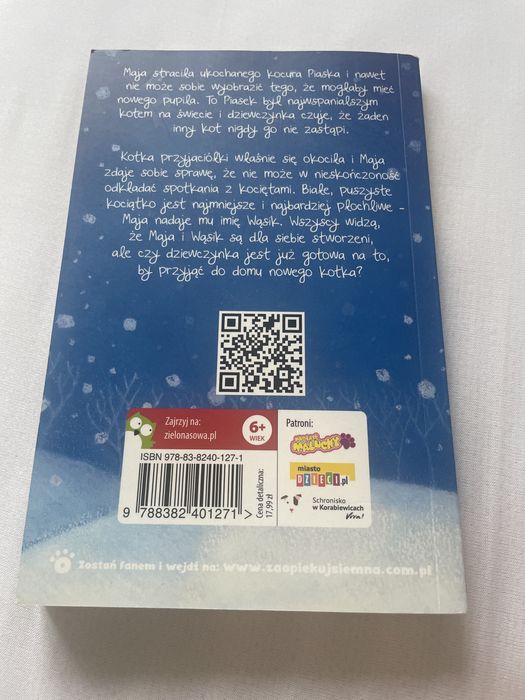 Maja straciła ukochanego kocura Piaska i nawet
nie może sobie wyobrazić tego, że mogłaby mieć
nowego pupila. To Piasek był najwspanialszym
kotem na świecie i dziewczynka czuje, że żaden
inny kot nigdy go nie zastąpi.
Kotka przyjaciółki właśnie się okociła i Maja
zdaje sobie sprawę, że nie może w nieskończoność
odkładać spotkania z kociętami. Białe, puszyste
kociątko jest najmniejsze i najbardziej płochliwe –
Maja nadaje mu imię Wąsik. Wszyscy widzą,
że Maja i Wąsik są dla siebie stworzeni,
ale czy dziewczynka jest już gotowa na to,
by przyjąć do domu nowego kotka?
Zajrzyj na:
zielonasowa.pl
6+
WIEK
ISBN 978-83-8240-127-1
9 788382 401271 >
Cena detaliczna:
17,99 zł
Patroni:
MALUCHY
miasto
DZIECI.pl
Schronisko
w Korabiewicach
Viva!
Zostań fanem i wejdź na: www.zaopiekujsiemna.com.pl